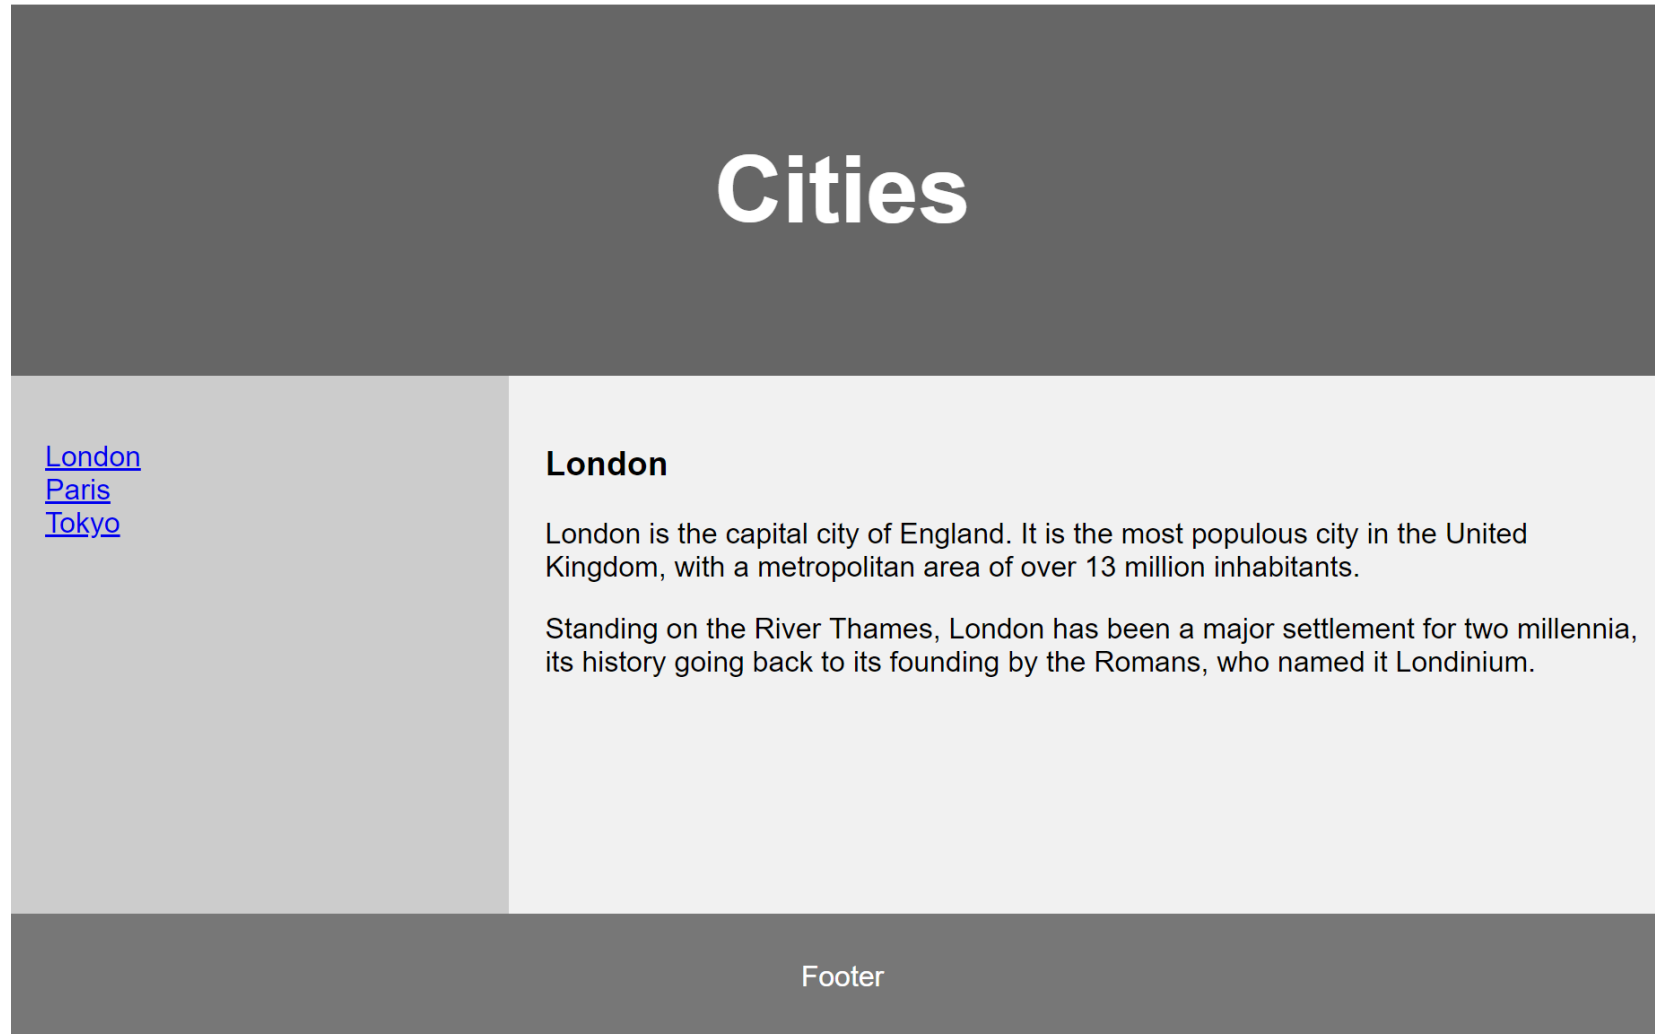 Cities
London
Paris
Tokyo
London
London is the capital city of England. It is the most populous city in the United
Kingdom, with a metropolitan area of over 13 million inhabitants.
Standing on the River Thames, London has been a major settlement for two millennia,
its history going back to its founding by the Romans, who named it Londinium.
Footer